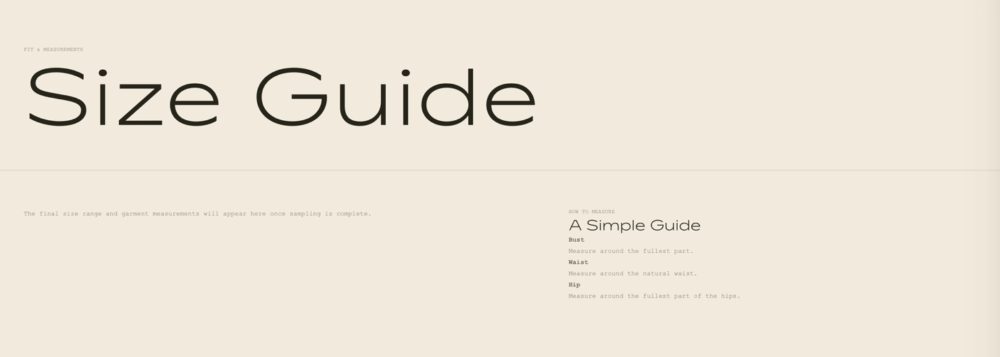 FIT & MEASUREMENTS
Size Guide
The final size range and garment measurements will appear here once sampling is complete.
HOW TO MEASURE
A Simple Guide
Bust
Measure around the fullest part.
Waist
Measure around the natural waist.
Hip
Measure around the fullest part of the hips.